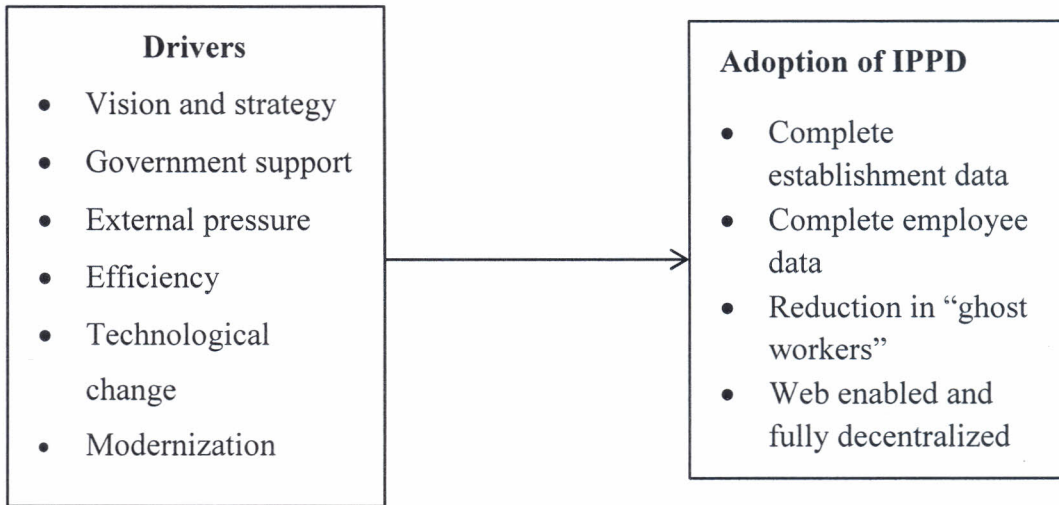 Drivers
• Vision and strategy
• Government support
• External pressure
• Efficiency
• Technological
change
• Modernization
Adoption of IPPD
• Complete
establishment data
• Complete employee
data
• Reduction in “ghost
workers”
• Web enabled and
fully decentralized